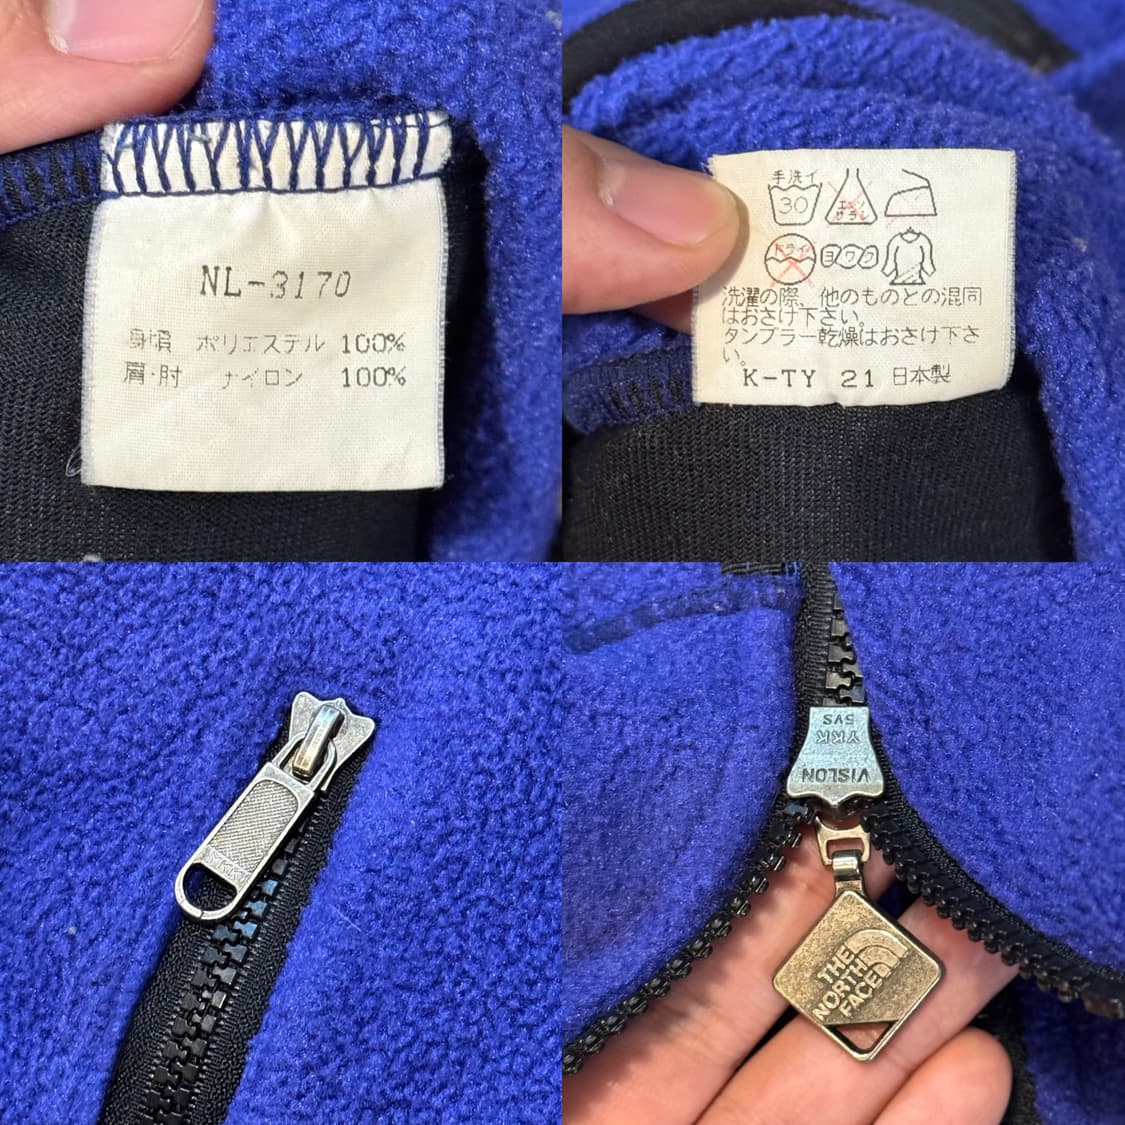 NL-3170
身頃 ポリエステル 100%
肩・肘 ナイロン 100%
手洗イ
30
エンソ
サラシ
ドライ
ヨワク
洗濯の際、他のものとの混同
はおさけ下さい。
タンブラー乾燥はおさけ下さ
い。
K-TY 21 日本製
YKK
VISLON
YKK
5VS
THE
NORTH
FACE